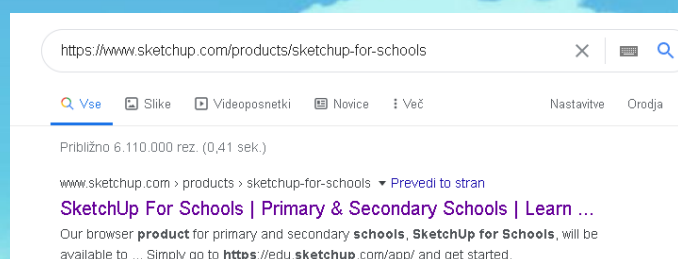 https://www.sketchup.com/products/sketchup-for-schools
Vse Slike Videoposnetki Novice Več Nastavitve Orodja
Približno 6.110.000 rez. (0,41 sek.)
www.sketchup.com › products › sketchup-for-schools Prevedi to stran
SketchUp For Schools | Primary & Secondary Schools | Learn ...
Our browser product for primary and secondary schools, SketchUp for Schools, will be
available to ... Simply go to https://edu.sketchup.com/app/ and get started.